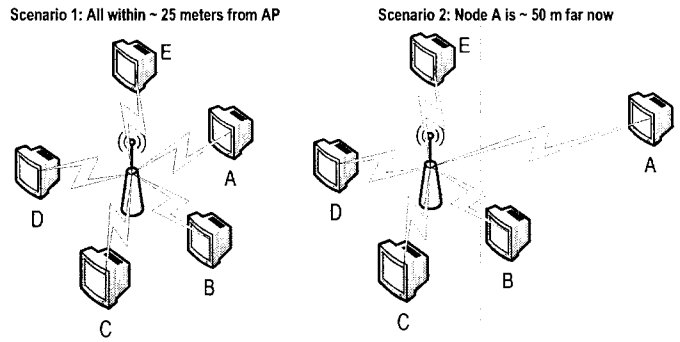 Scenario 1: All within ~ 25 meters from AP
Scenario 2: Node A is ~ 50 m far now
E
A
D
B
C
E
A
D
B
C